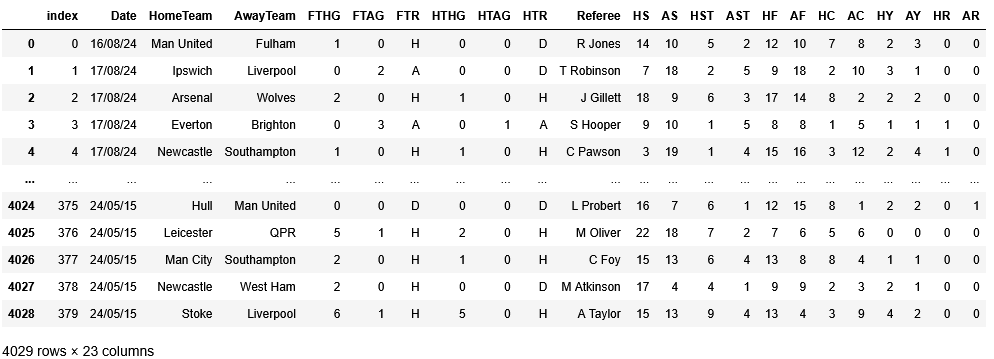 index Date HomeTeam AwayTeam FTHG FTAG FTR HTHG HTAG HTR Referee HS AS HST AST HF AF HC AC HY AY HR AR
0 0 16/08/24 Man United Fulham 1 0 H 0 0 D R Jones 14 10 5 2 12 10 7 8 2 3 0 0
1 1 17/08/24 Ipswich Liverpool 0 2 A 0 0 D T Robinson 7 18 2 5 9 18 2 10 3 1 0 0
2 2 17/08/24 Arsenal Wolves 2 0 H 1 0 H J Gillett 18 9 6 3 17 14 8 2 2 2 0 0
3 3 17/08/24 Everton Brighton 0 3 A 0 1 A S Hooper 9 10 1 5 8 8 1 5 1 1 1 0
4 4 17/08/24 Newcastle Southampton 1 0 H 1 0 H C Pawson 3 19 1 4 15 16 3 12 2 4 1 0
... ... ... ... ... ... ... ... ... ... ... ... ... ... ... ... ... ... ... ... ... ... ... ...
4024 375 24/05/15 Hull Man United 0 0 D 0 0 D L Probert 16 7 6 1 12 15 8 1 2 2 0 1
4025 376 24/05/15 Leicester QPR 5 1 H 2 0 H M Oliver 22 18 7 2 7 6 5 6 0 0 0 0
4026 377 24/05/15 Man City Southampton 2 0 H 1 0 H C Foy 15 13 6 4 13 8 8 4 1 1 0 0
4027 378 24/05/15 Newcastle West Ham 2 0 H 0 0 D M Atkinson 17 4 4 1 9 9 2 3 2 1 0 0
4028 379 24/05/15 Stoke Liverpool 6 1 H 5 0 H A Taylor 15 13 9 4 13 4 3 9 4 2 0 0
4029 rows × 23 columns